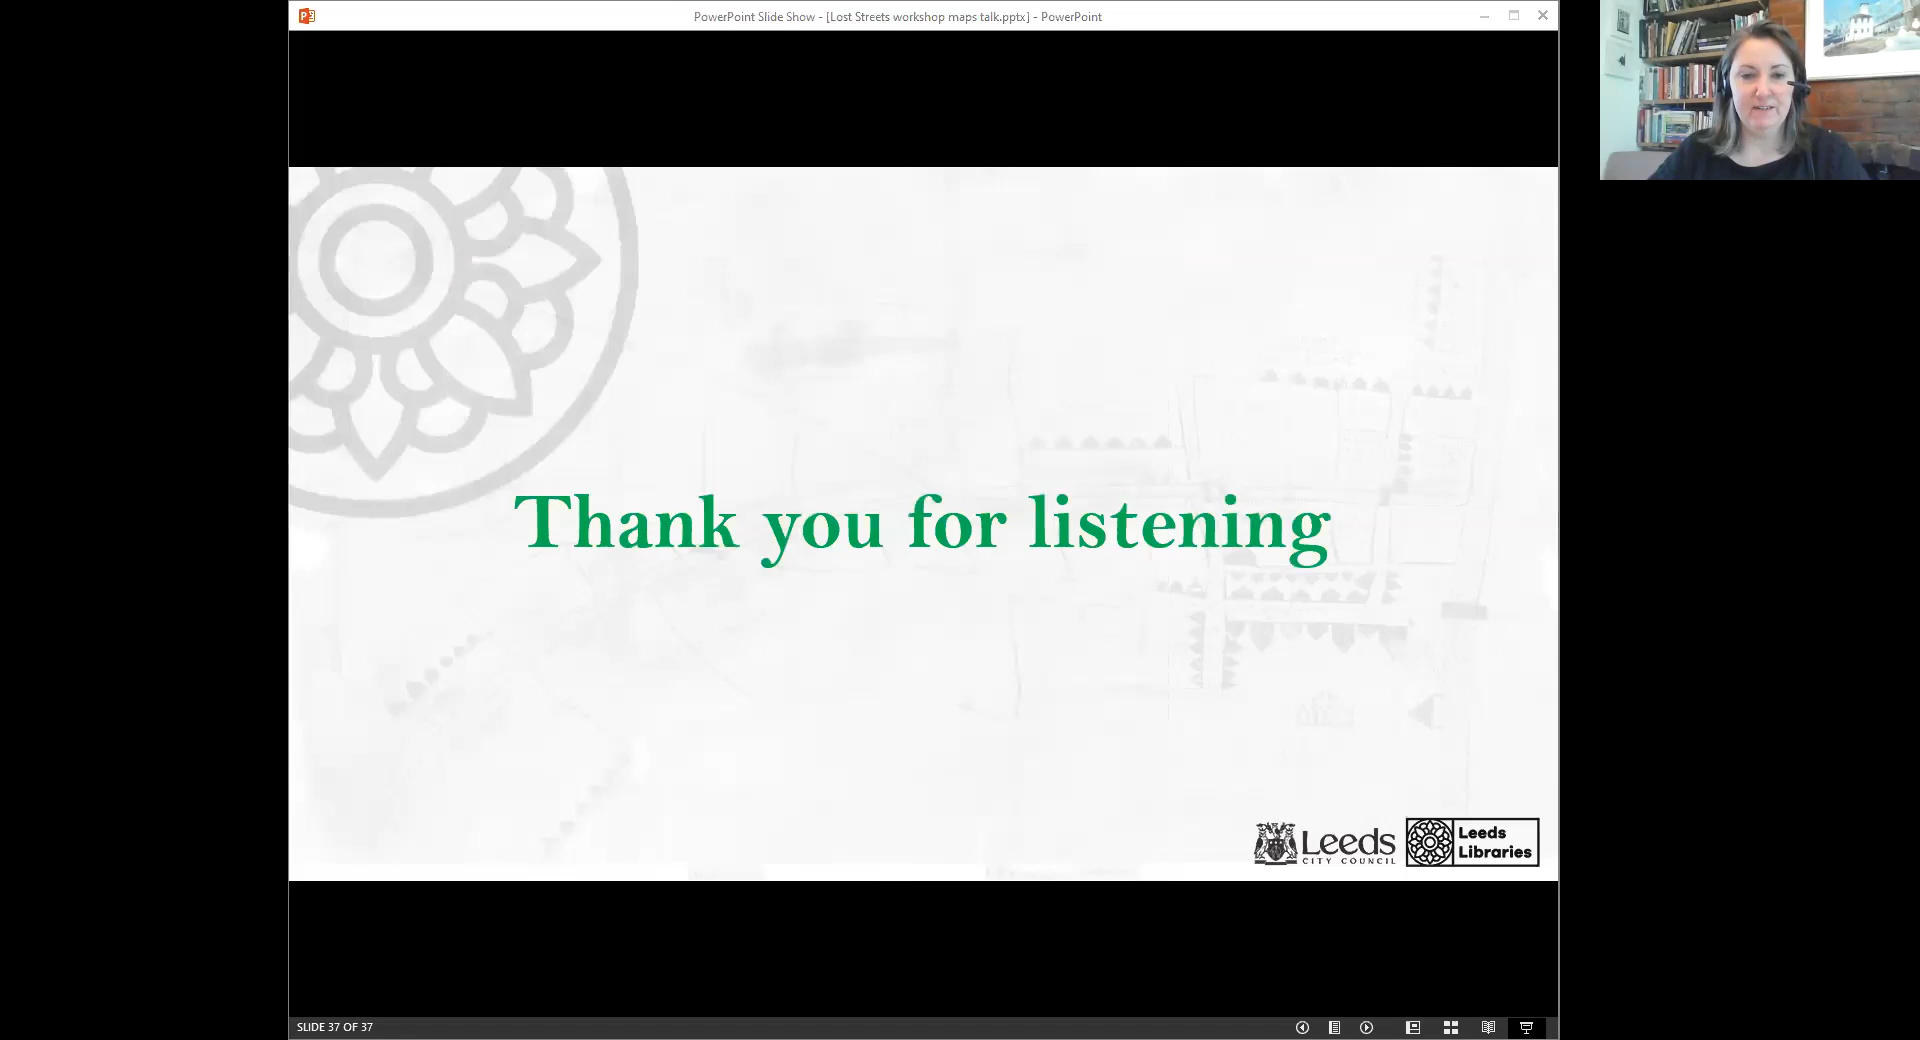 PowerPoint Slide Show - [Lost Streets workshop maps talk.pptx] - PowerPoint
Thank you for listening
Leeds
CITY COUNCIL
Leeds
Libraries
SLIDE 37 OF 37